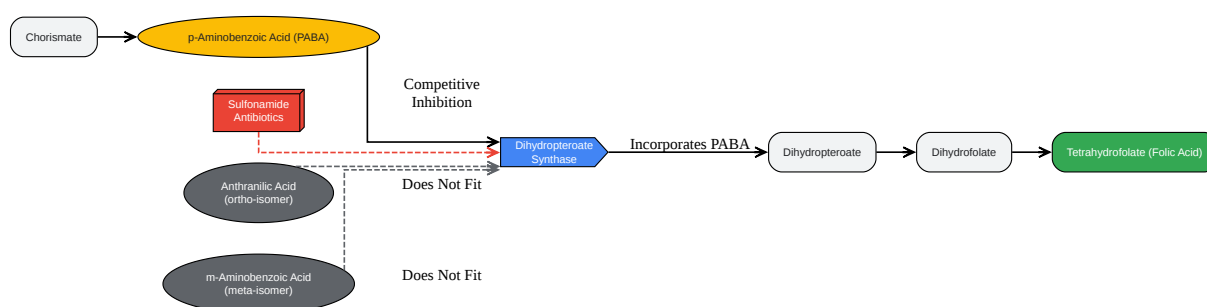 Chorismate
p-Aminobenzoic Acid (PABA)
Competitive
Inhibition
Sulfonamide
Antibiotics
Dihydropteroate
Synthase
Incorporates PABA
Dihydropteroate
Dihydrofolate
Tetrahydrofolate (Folic Acid)
Anthranilic Acid
(ortho-isomer)
Does Not Fit
m-Aminobenzoic Acid
(meta-isomer)
Does Not Fit